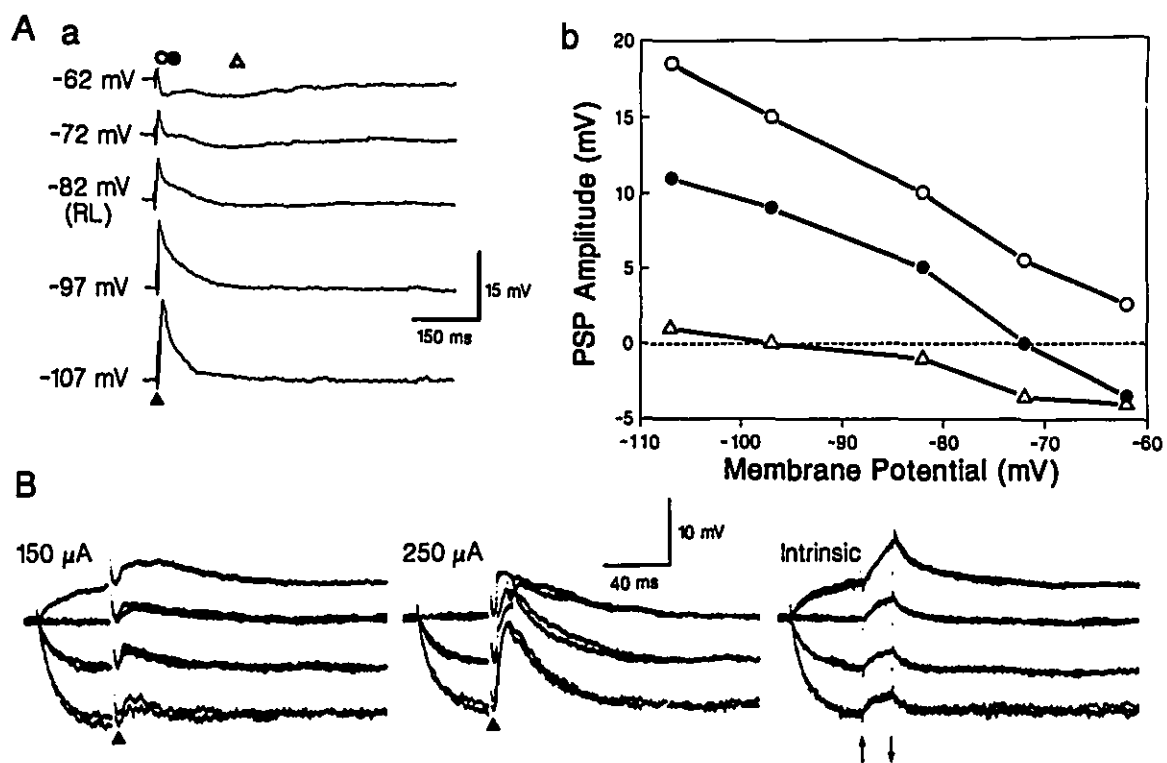 A a
-62 mV
-72 mV
-82 mV
(RL)
-97 mV
-107 mV
15 mV
150 ms
b
PSP Amplitude (mV)
20
15
10
5
0
-5
-110 -100 -90 -80 -70 -60
Membrane Potential (mV)
B
150 µA
250 µA
10 mV
40 ms
Intrinsic